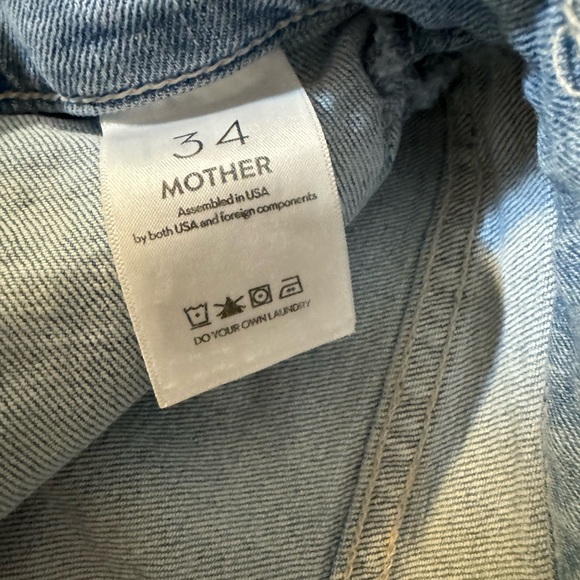 34
MOTHER
Assembled in USA
by both USA and foreign components
DO YOUR OWN LAUNDRY